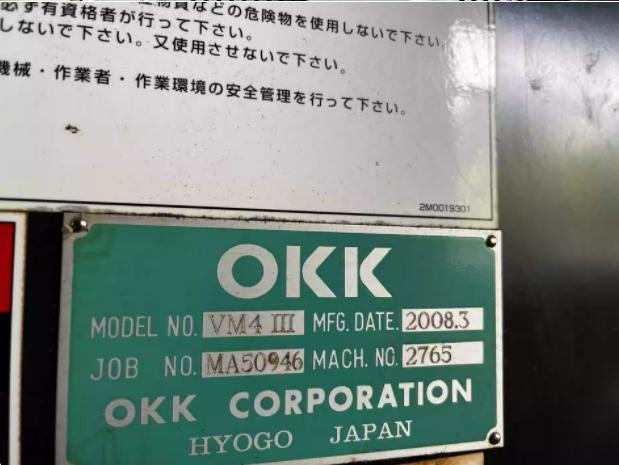 物質などの危険物を使用しないで下さい。
必ず有資格者が行って下さい。
しないで下さい。又使用させないで下さい。
機械・作業者・作業環境の安全管理を行って下さい。
2M0019301
OKK
MODEL NO. VM4 III MFG. DATE. 2008.3
JOB NO. MA50946 MACH. NO. 2765
OKK CORPORATION
HYOGO JAPAN